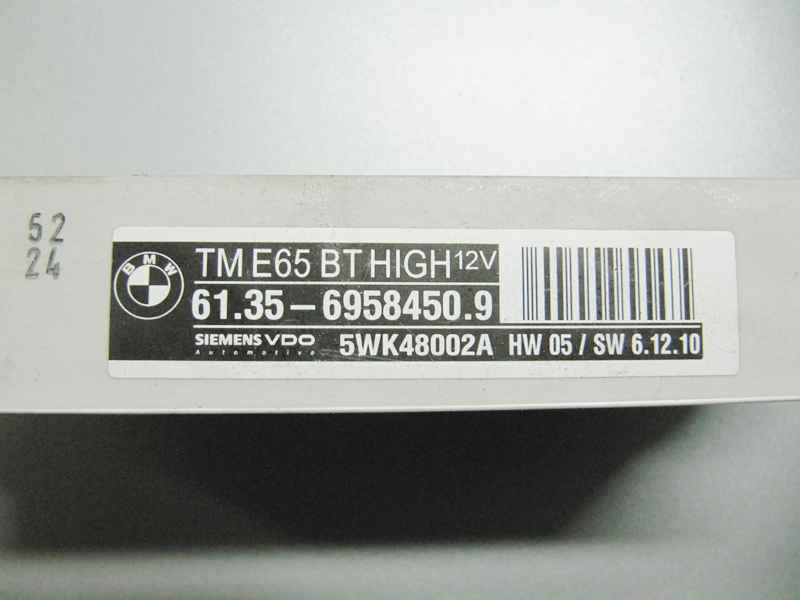 52
24
BMW
TM E65 BT HIGH 12V
61.35 – 6958450.9
SIEMENS VDO
Automotive
5WK48002A HW 05 / SW 6.12.10